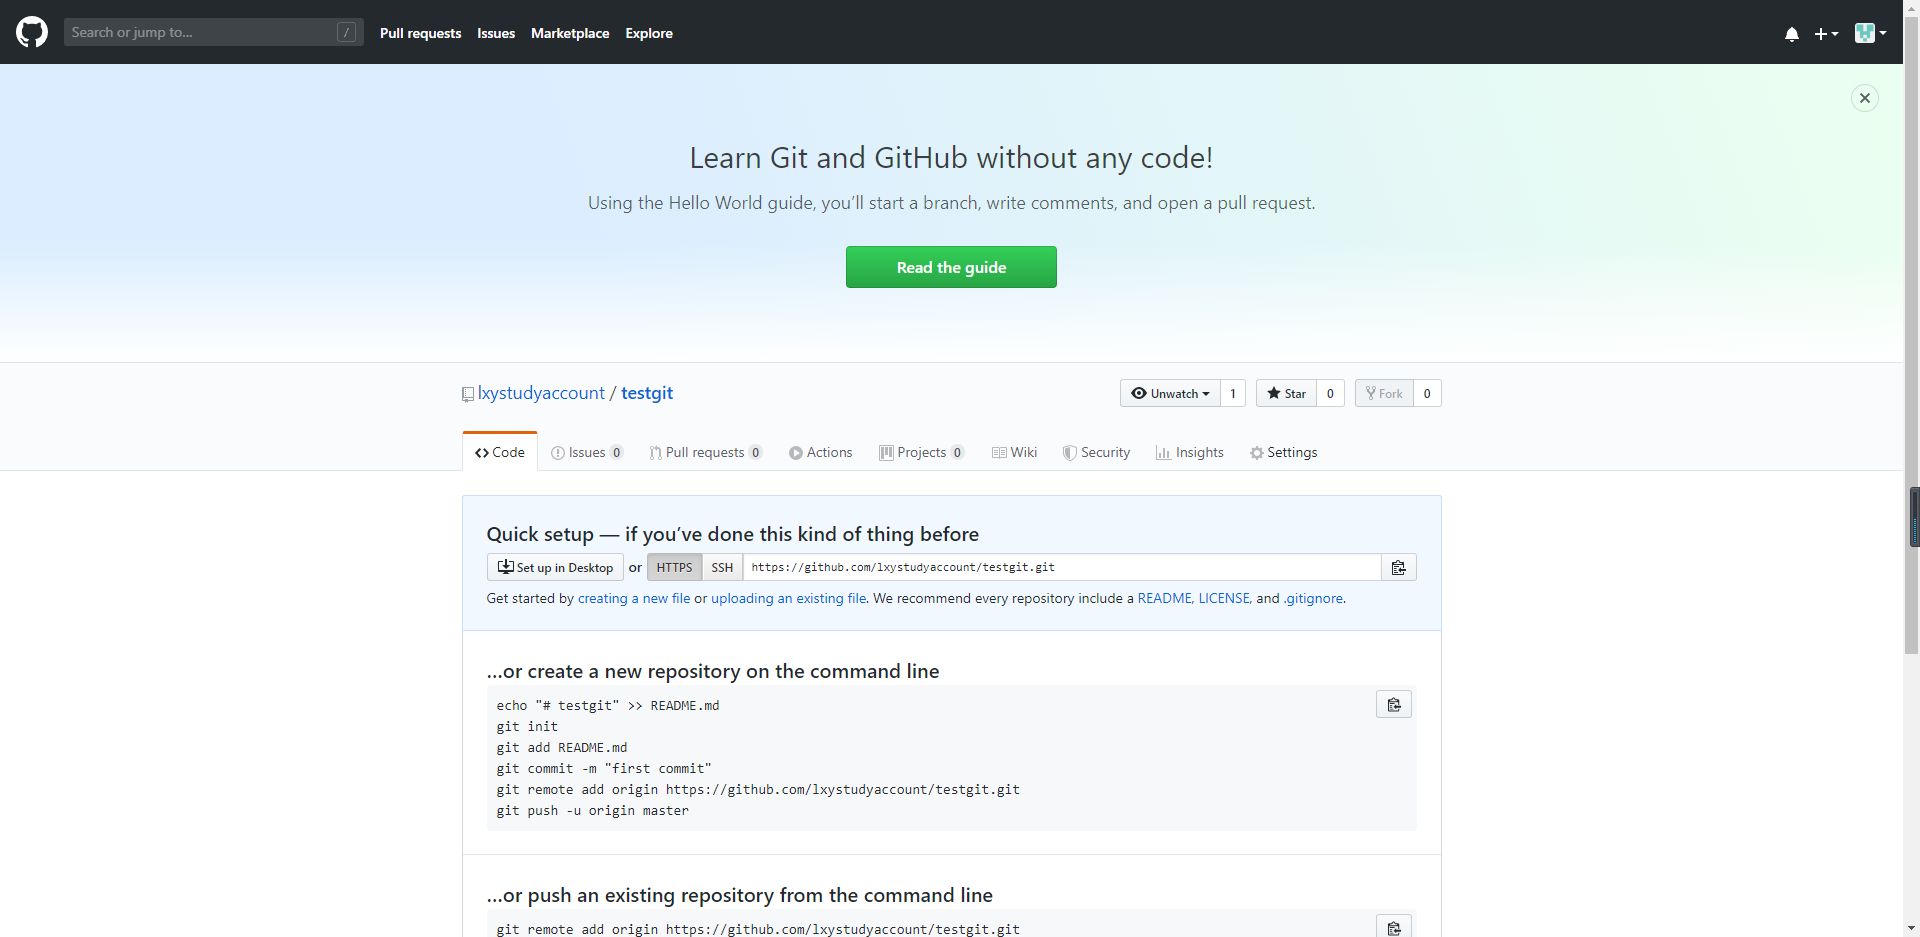 Search or jump to... /
Pull requests Issues Marketplace Explore
Learn Git and GitHub without any code!
Using the Hello World guide, you’ll start a branch, write comments, and open a pull request.
Read the guide
lxystudyaccount / testgit
Unwatch 1 Star 0 Fork 0
Code Issues 0 Pull requests 0 Actions Projects 0 Wiki Security Insights Settings
Quick setup — if you’ve done this kind of thing before
Set up in Desktop or HTTPS SSH https://github.com/lxystudyaccount/testgit.git
Get started by creating a new file or uploading an existing file. We recommend every repository include a README, LICENSE, and .gitignore.
…or create a new repository on the command line
echo "# testgit" >> README.md
git init
git add README.md
git commit -m "first commit"
git remote add origin https://github.com/lxystudyaccount/testgit.git
git push -u origin master
…or push an existing repository from the command line
git remote add origin https://github.com/lxystudyaccount/testgit.git